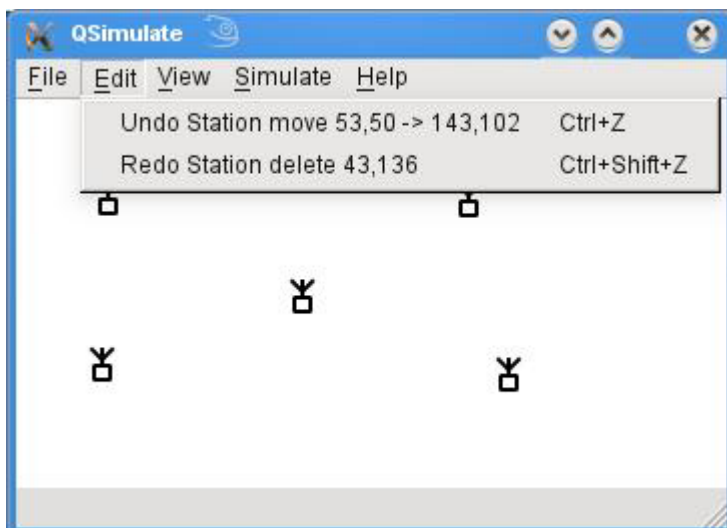 QSimulate
File Edit View Simulate Help
Undo Station move 53,50 -> 143,102 Ctrl+Z
Redo Station delete 43,136 Ctrl+Shift+Z